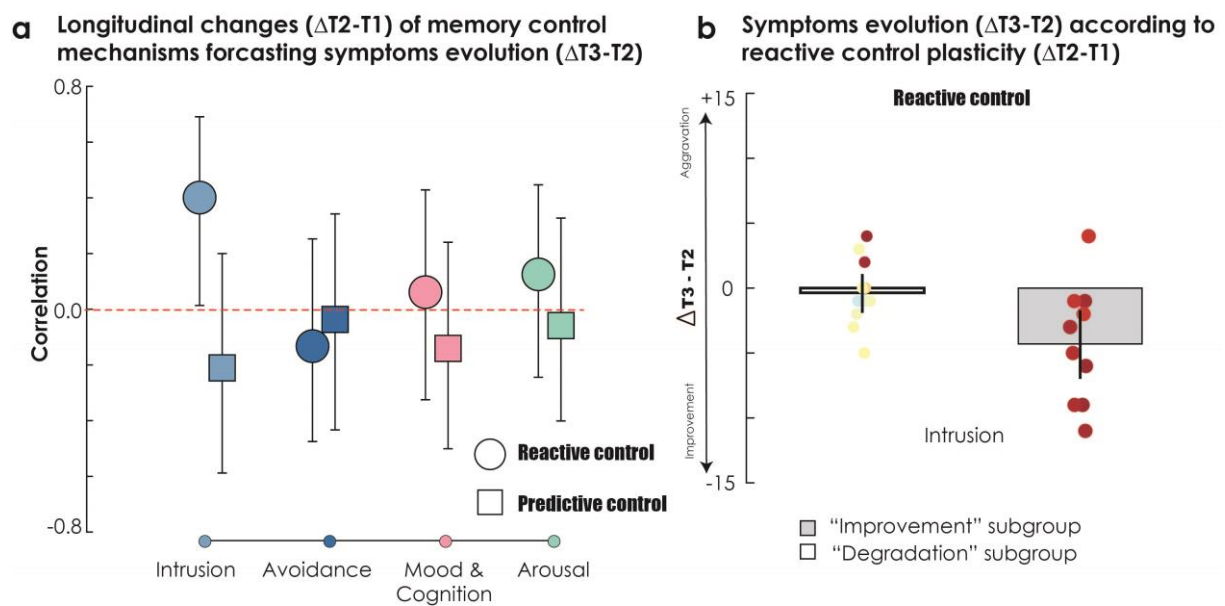 a Longitudinal changes (ΔT2-T1) of memory control
mechanisms forcasting symptoms evolution (ΔT3-T2)
0.8
0.0
-0.8
Correlation
Reactive control
Predictive control
Intrusion
Avoidance
Mood &
Cognition
Arousal
b Symptoms evolution (ΔT3-T2) according to
reactive control plasticity (ΔT2-T1)
Reactive control
+15
0
-15
Aggravation
ΔT3 - T2
Improvement
Intrusion
"Improvement" subgroup
"Degradation" subgroup